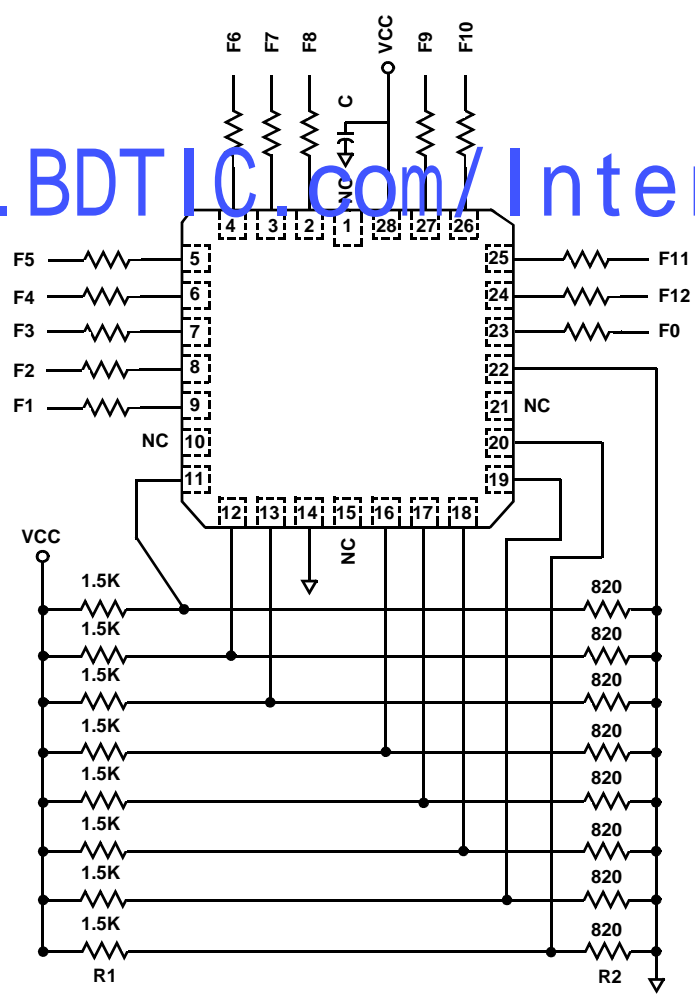 F6 F7 F8 VCC F9 F10
C
.BDTIC.com/Inter
NC
4 3 2 1 28 27 26
F5 5 25 F11
F4 6 24 F12
F3 7 23 F0
F2 8 22
F1 9 21 NC
NC 10 20
11 19
12 13 14 15 16 17 18
NC
VCC
1.5K 820
1.5K 820
1.5K 820
1.5K 820
1.5K 820
1.5K 820
1.5K 820
1.5K 820
R1 R2